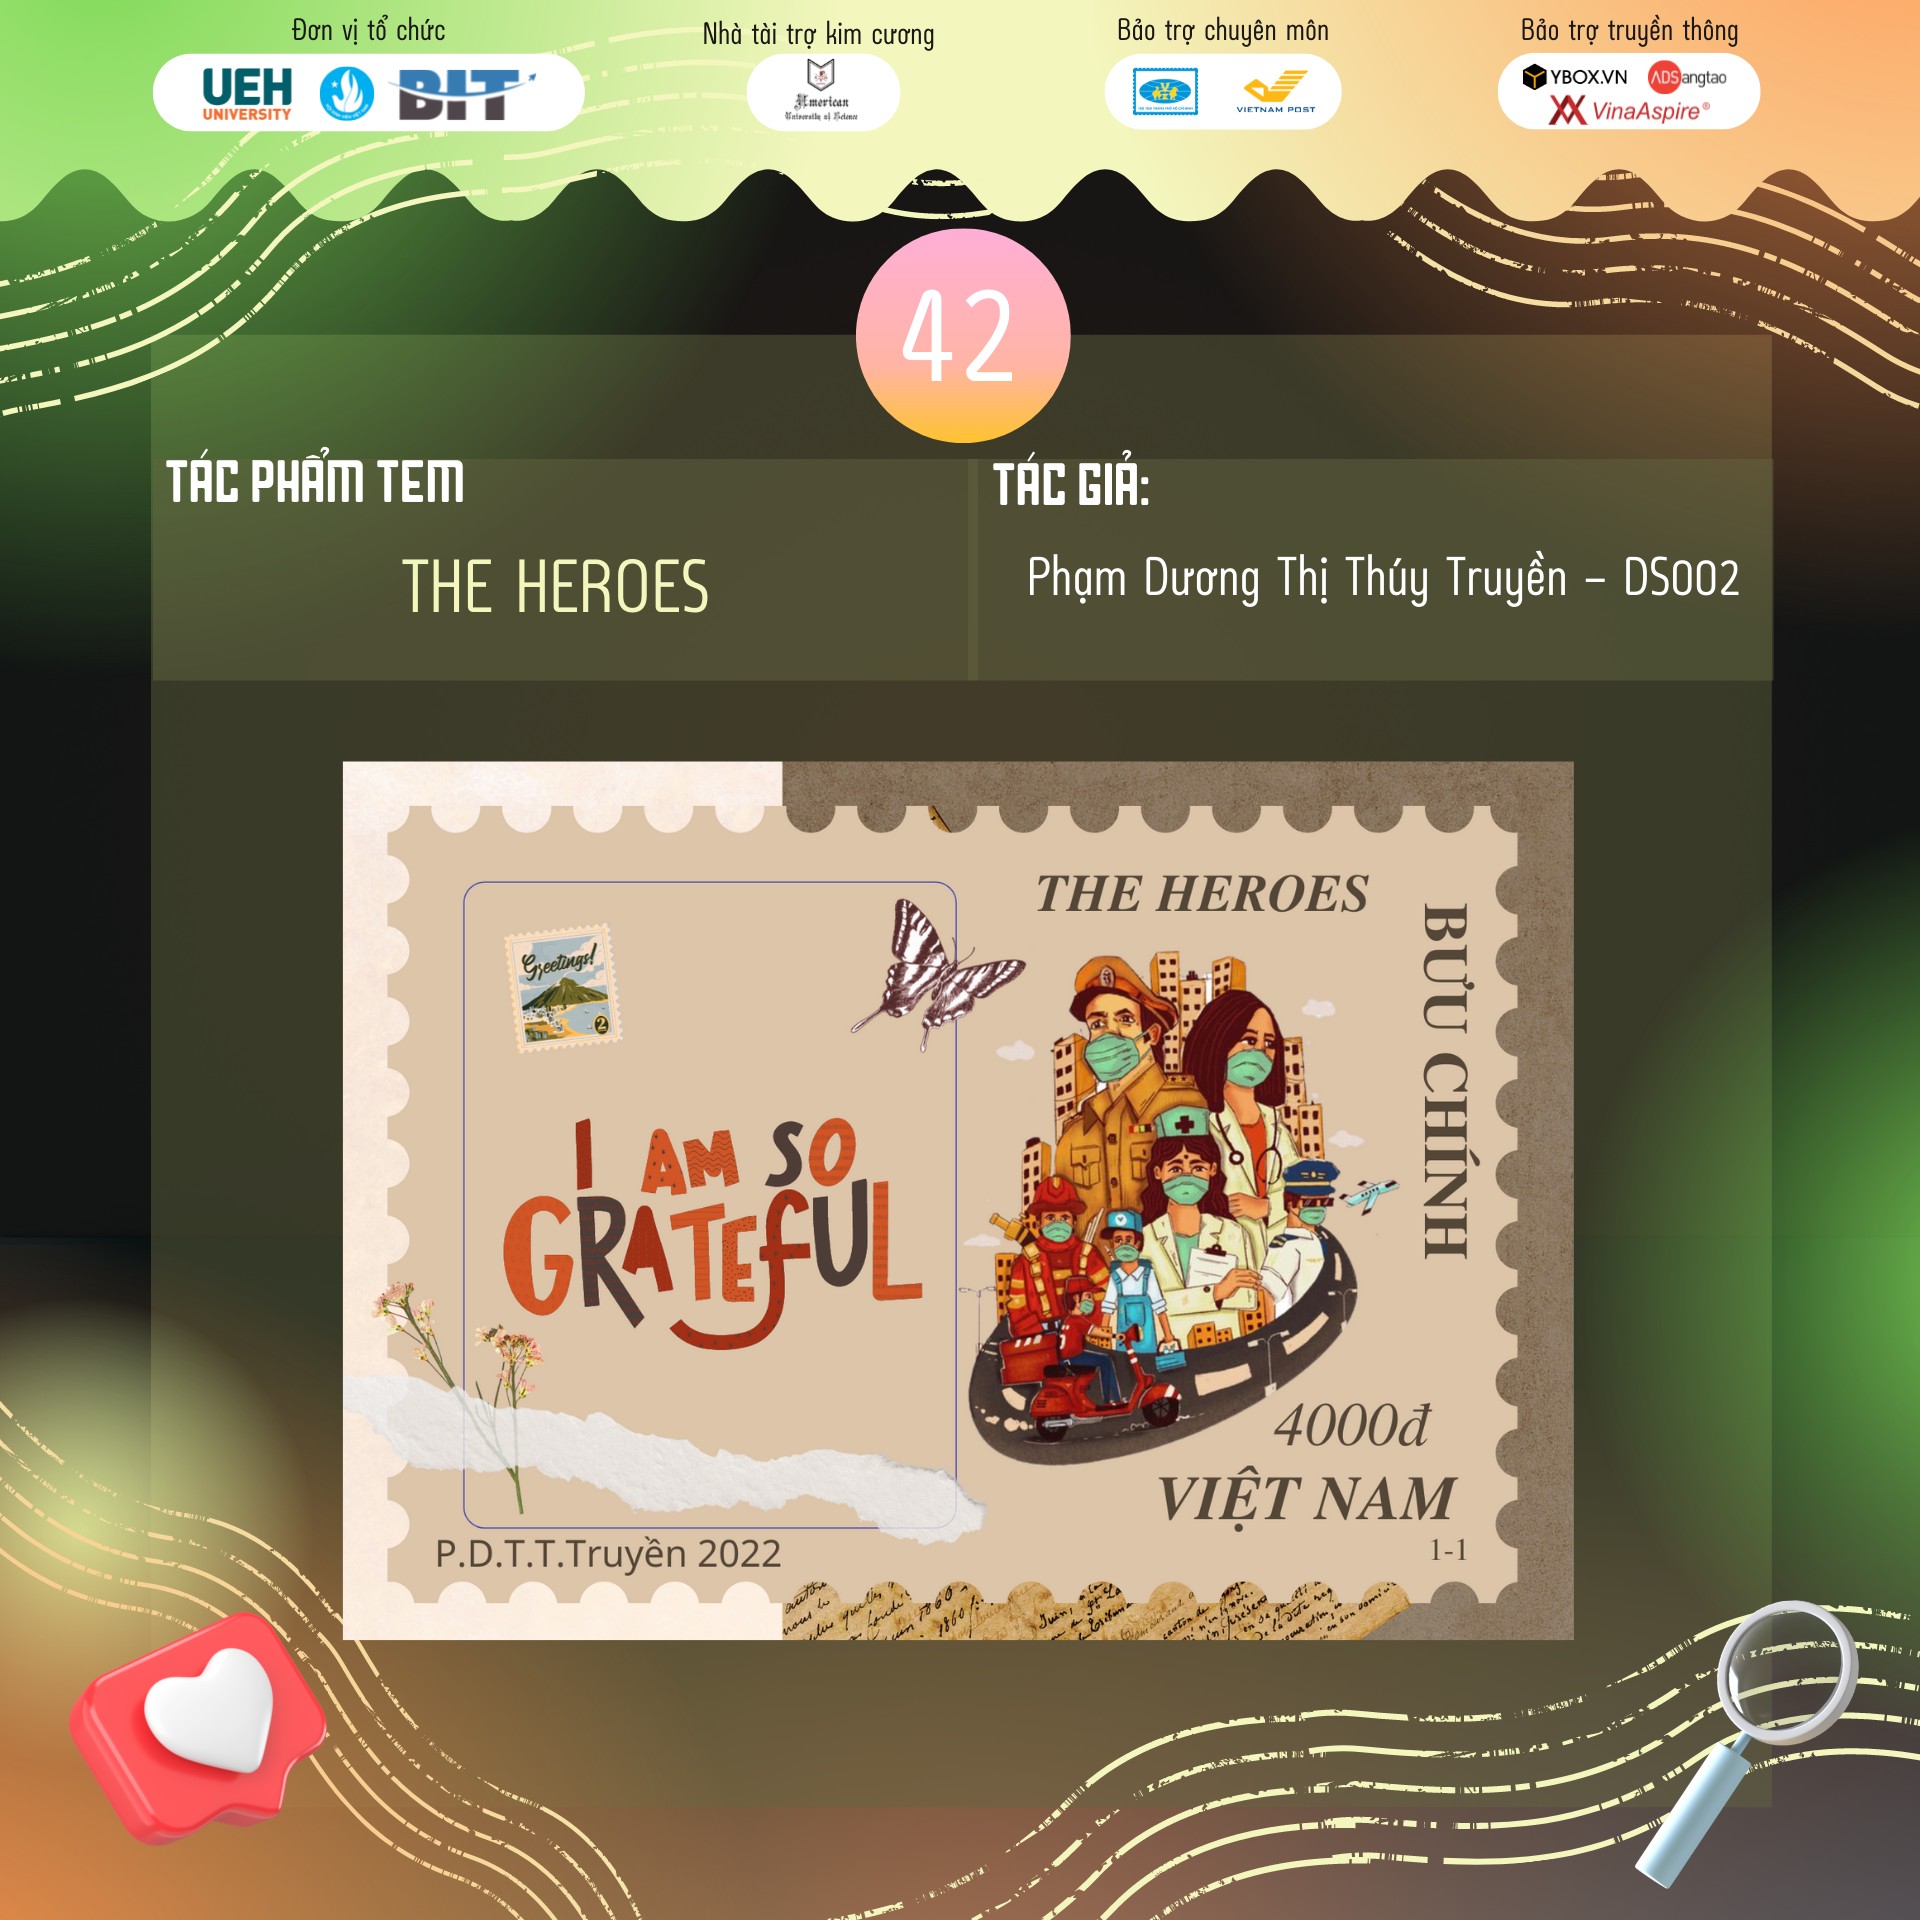 Đơn vị tổ chức
Nhà tài trợ kim cương
Bảo trợ chuyên môn
Bảo trợ truyền thông
UEH
UNIVERSITY
BIT
American
University of Science
VIETNAM POST
YBOX.VN
ADSangtao
VinaAspire®
42
TÁC PHẨM TEM
THE HEROES
TÁC GIẢ:
Phạm Dương Thị Thúy Truyền – DS002
THE HEROES
BƯU CHÍNH
Greetings!
2
I AM SO
GRATEFUL
4000đ
VIỆT NAM
1-1
P.D.T.T.Truyền 2022